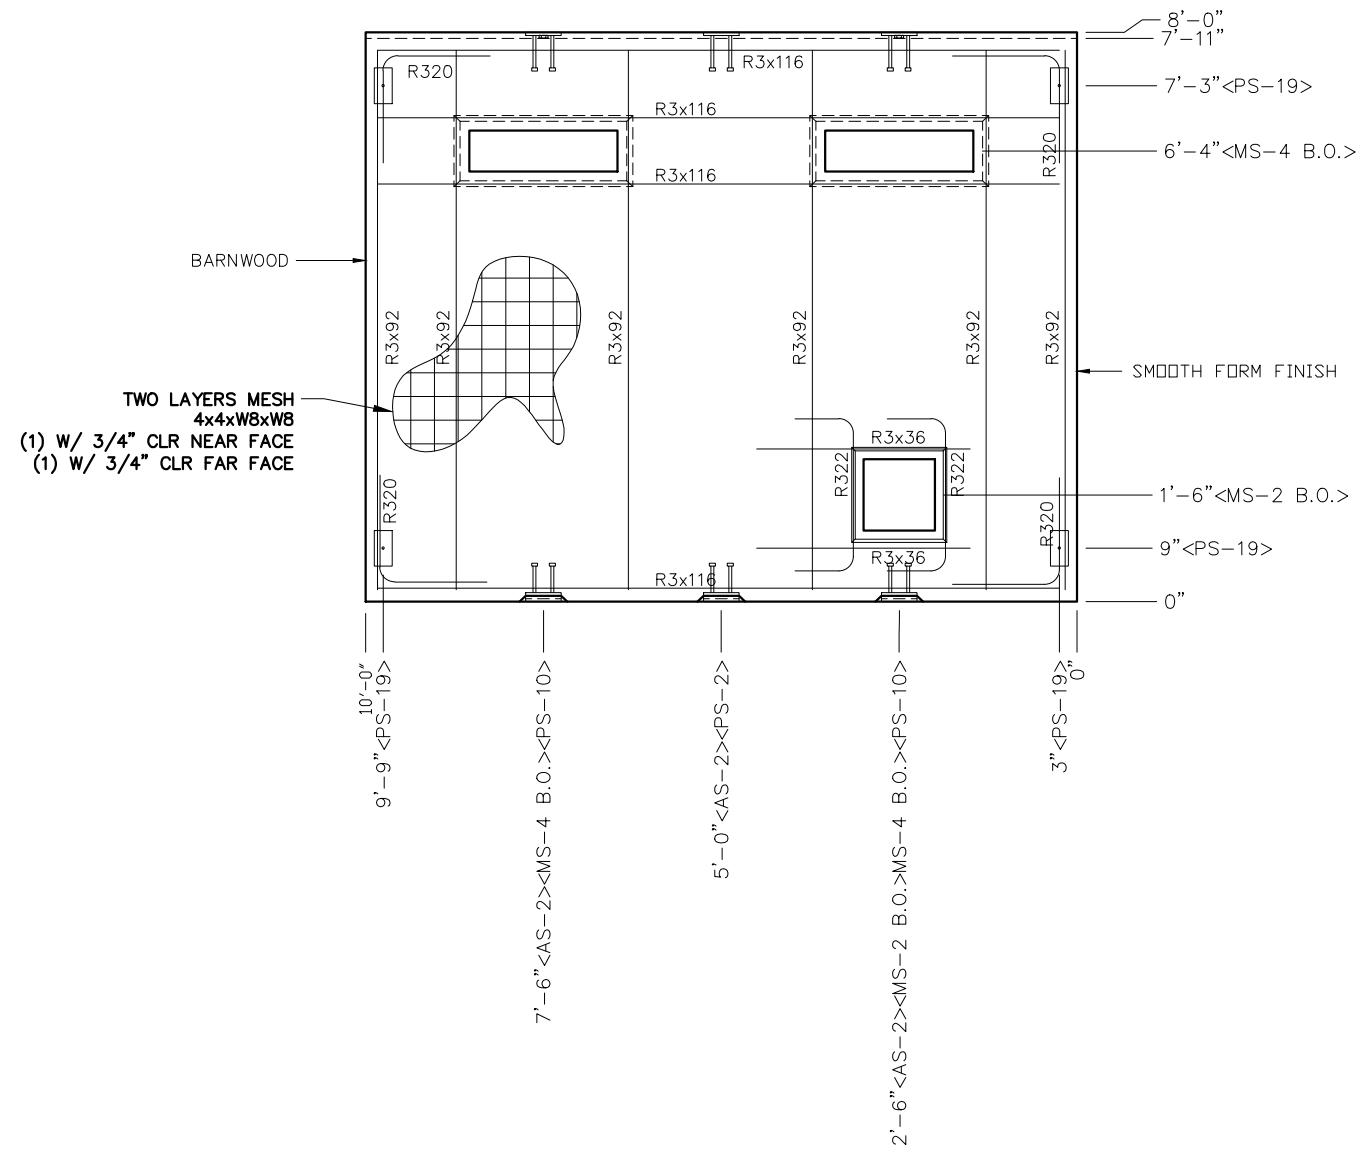 8'-0"
7'-11"
R320
R3x116
7'-3"<PS-19>
R3x116
R320
6'-4"<MS-4 B.O.>
R3x116
BARNWOOD
R3x92
R3x92
R3x92
R3x92
R3x92
R3x92
SMOOTH FORM FINISH
TWO LAYERS MESH
4x4xW8xW8
(1) W/ 3/4" CLR NEAR FACE
(1) W/ 3/4" CLR FAR FACE
R3x36
R322
R322
R320
1'-6"<MS-2 B.O.>
R320
R3x36
9"<PS-19>
R3x116
0"
10'-0"
9'-9"<PS-19>
7'-6"<AS-2><MS-4 B.O.><PS-10>
5'-0"<AS-2><PS-2>
2'-6"<AS-2><MS-2 B.O.>MS-4 B.O.><PS-10>
3"<PS-19>
0"